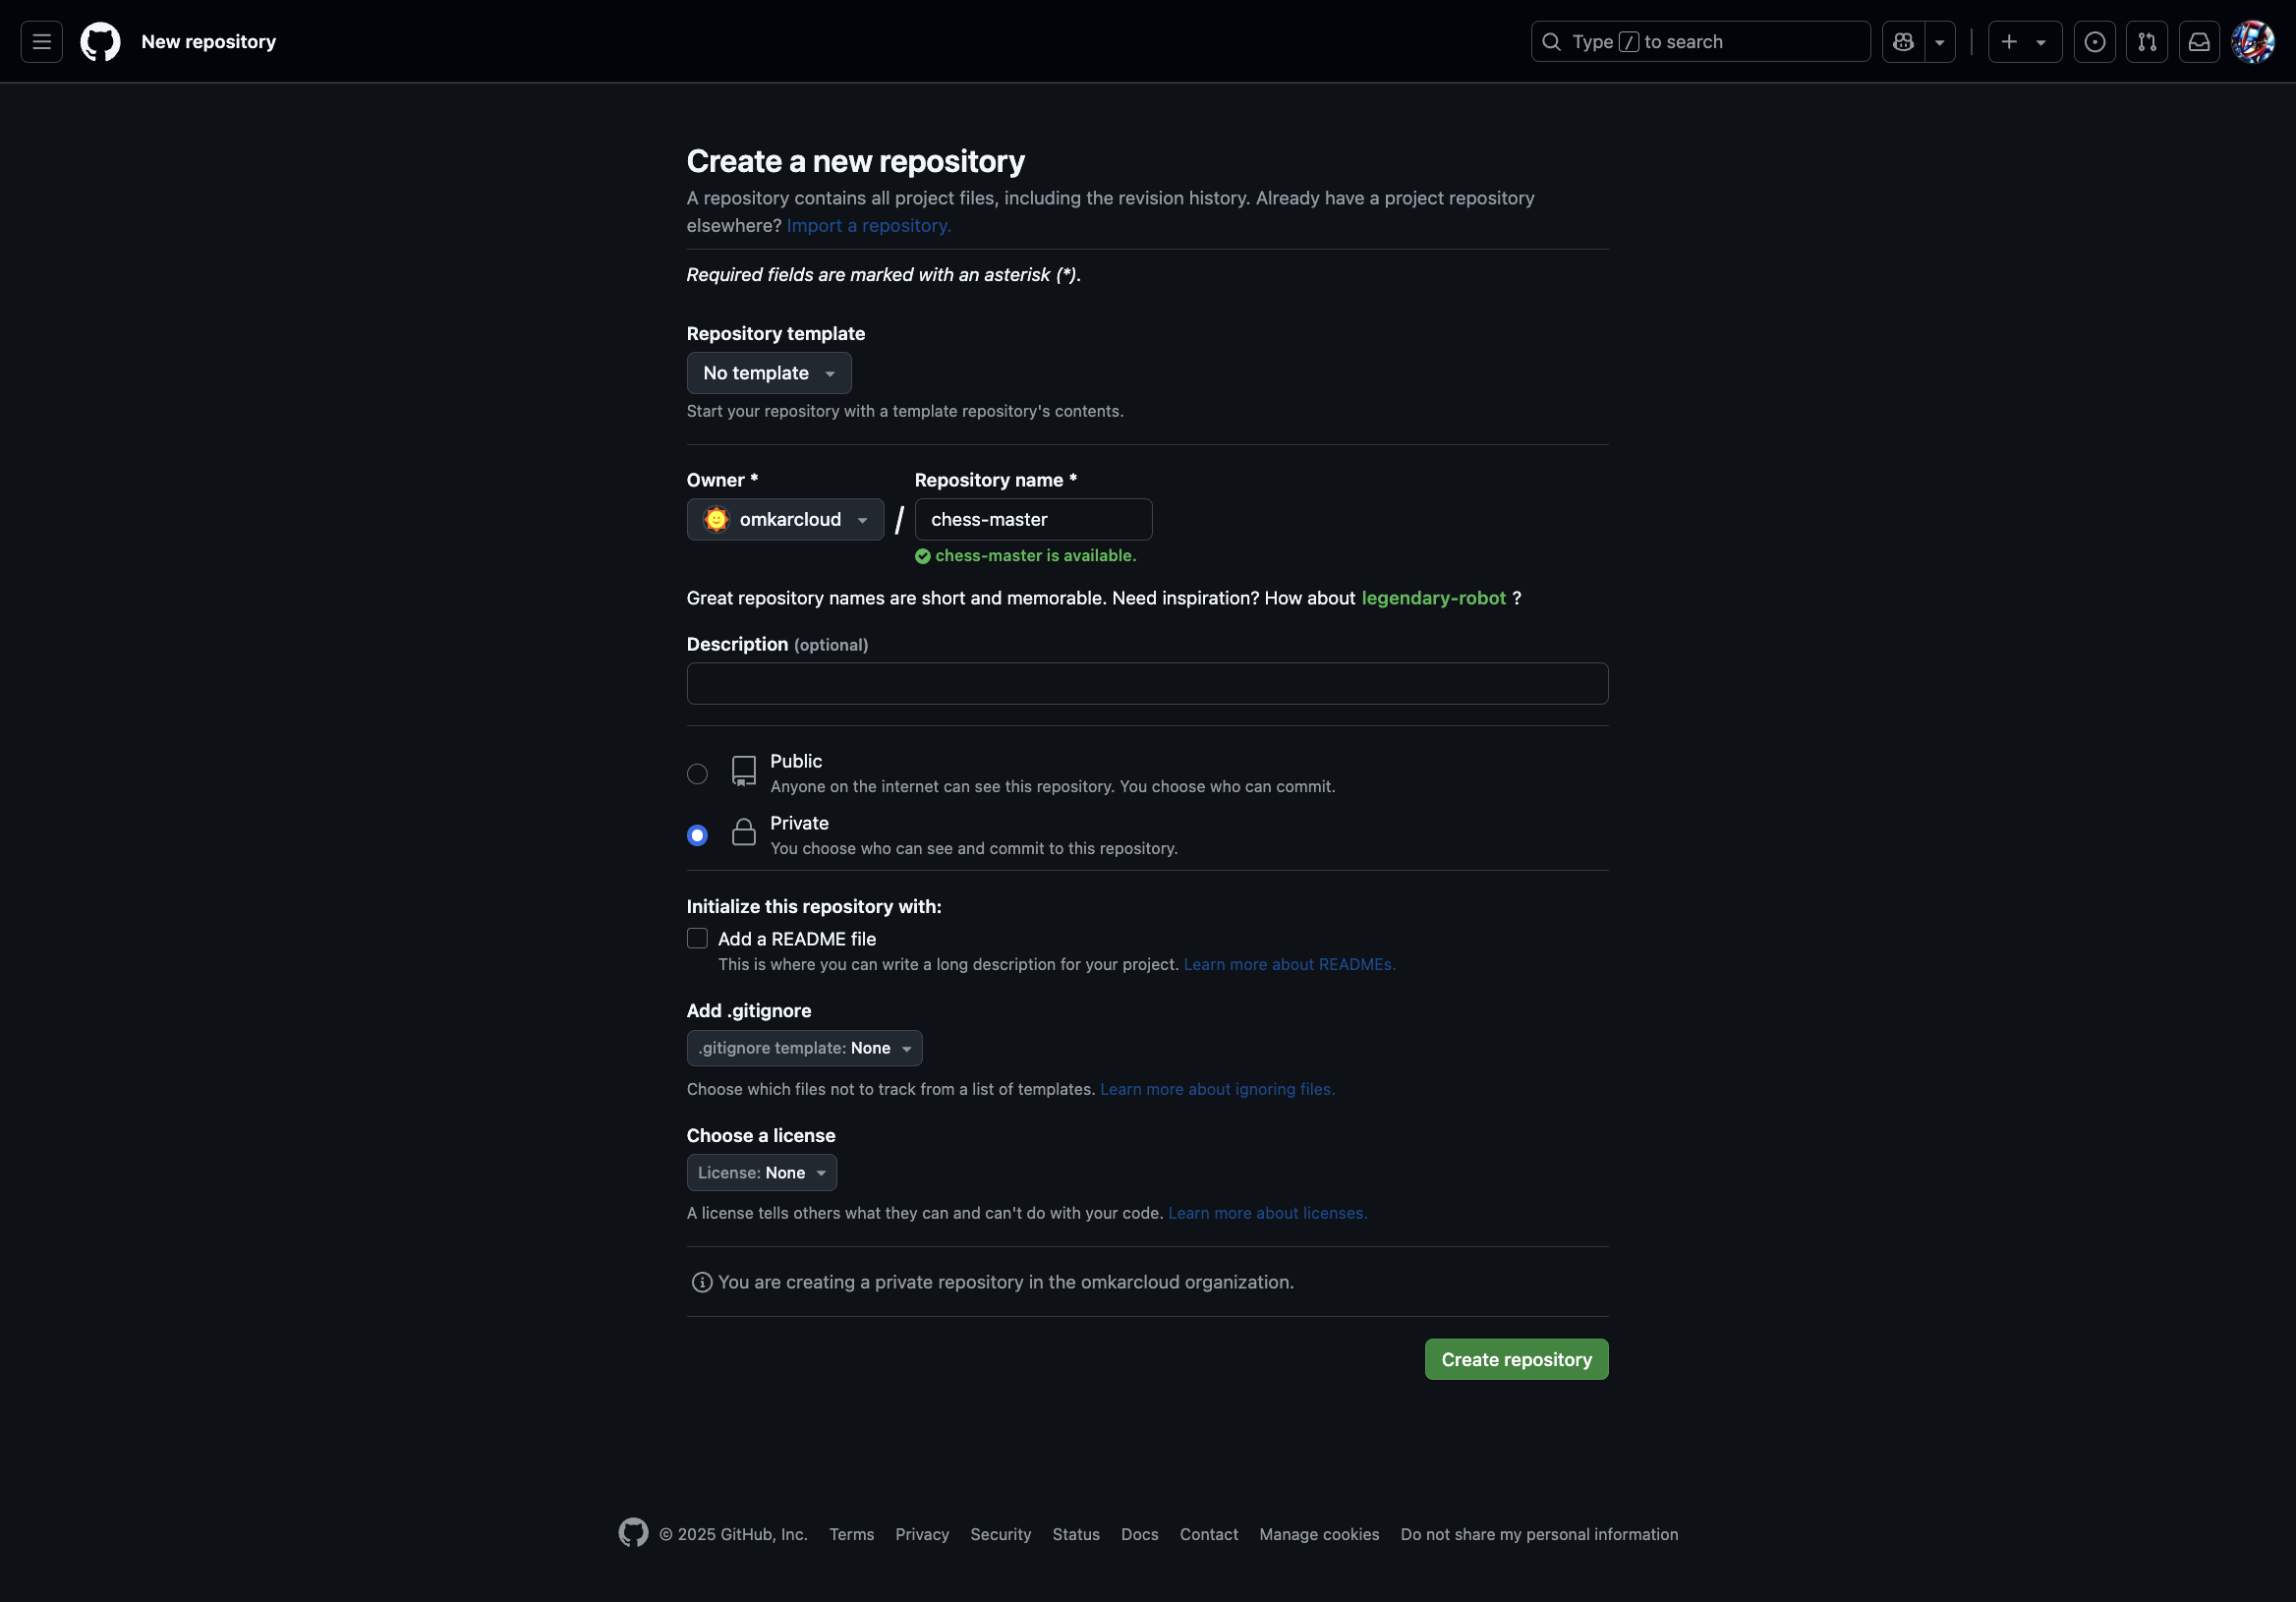 New repository
Type / to search
Create a new repository
A repository contains all project files, including the revision history. Already have a project repository
elsewhere? Import a repository.
Required fields are marked with an asterisk (*).
Repository template
No template
Start your repository with a template repository's contents.
Owner * Repository name *
omkarcloud / chess-master
chess-master is available.
Great repository names are short and memorable. Need inspiration? How about legendary-robot ?
Description (optional)
Public
Anyone on the internet can see this repository. You choose who can commit.
Private
You choose who can see and commit to this repository.
Initialize this repository with:
Add a README file
This is where you can write a long description for your project. Learn more about READMEs.
Add .gitignore
.gitignore template: None
Choose which files not to track from a list of templates. Learn more about ignoring files.
Choose a license
License: None
A license tells others what they can and can't do with your code. Learn more about licenses.
You are creating a private repository in the omkarcloud organization.
Create repository
© 2025 GitHub, Inc. Terms Privacy Security Status Docs Contact Manage cookies Do not share my personal information